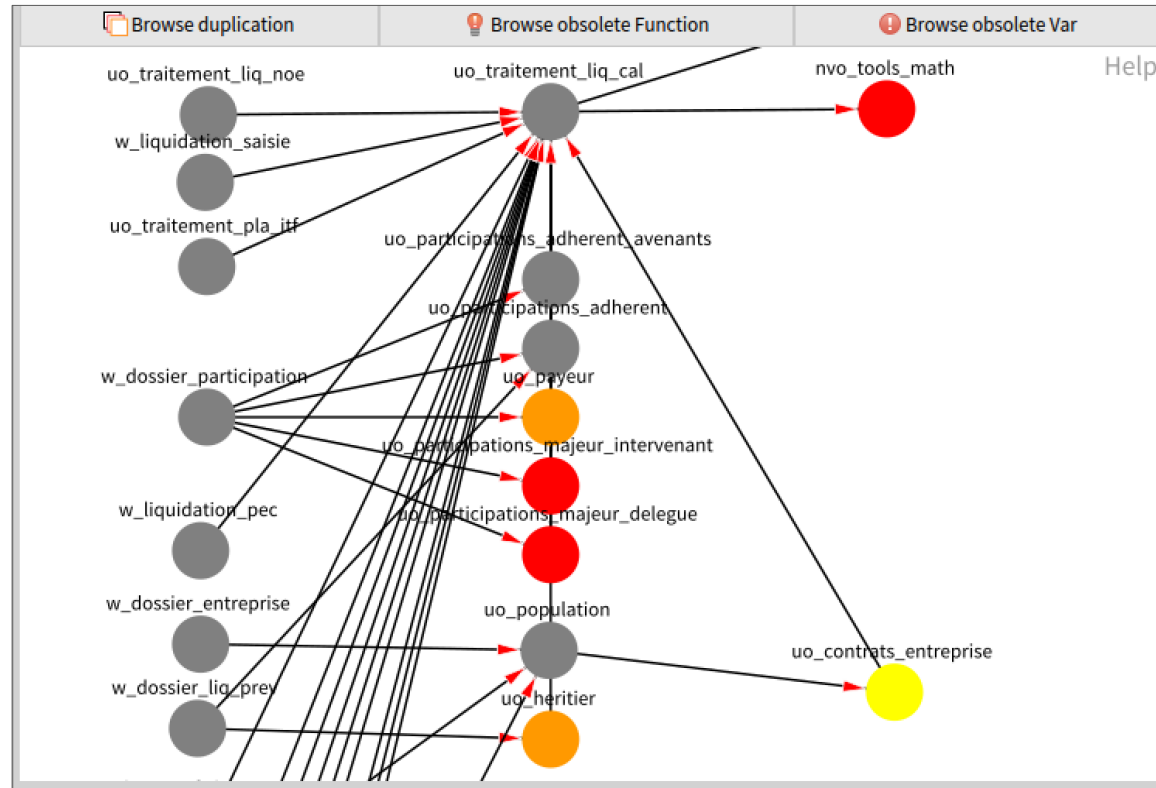 Browse duplication
Browse obsolete Function
Browse obsolete Var
Help
uo_traitement_liq_noe
uo_traitement_liq_cal
nvo_tools_math
w_liquidation_saisie
uo_traitement_pla_itf
uo_participations_adherent_avenants
uo_participations_adherent
w_dossier_participation
uo_payeur
uo_participations_majeur_intervenant
w_liquidation_pec
uo_participations_majeur_delegue
w_dossier_entreprise
uo_population
uo_contrats_entreprise
w_dossier_liq_prev
uo_heritier